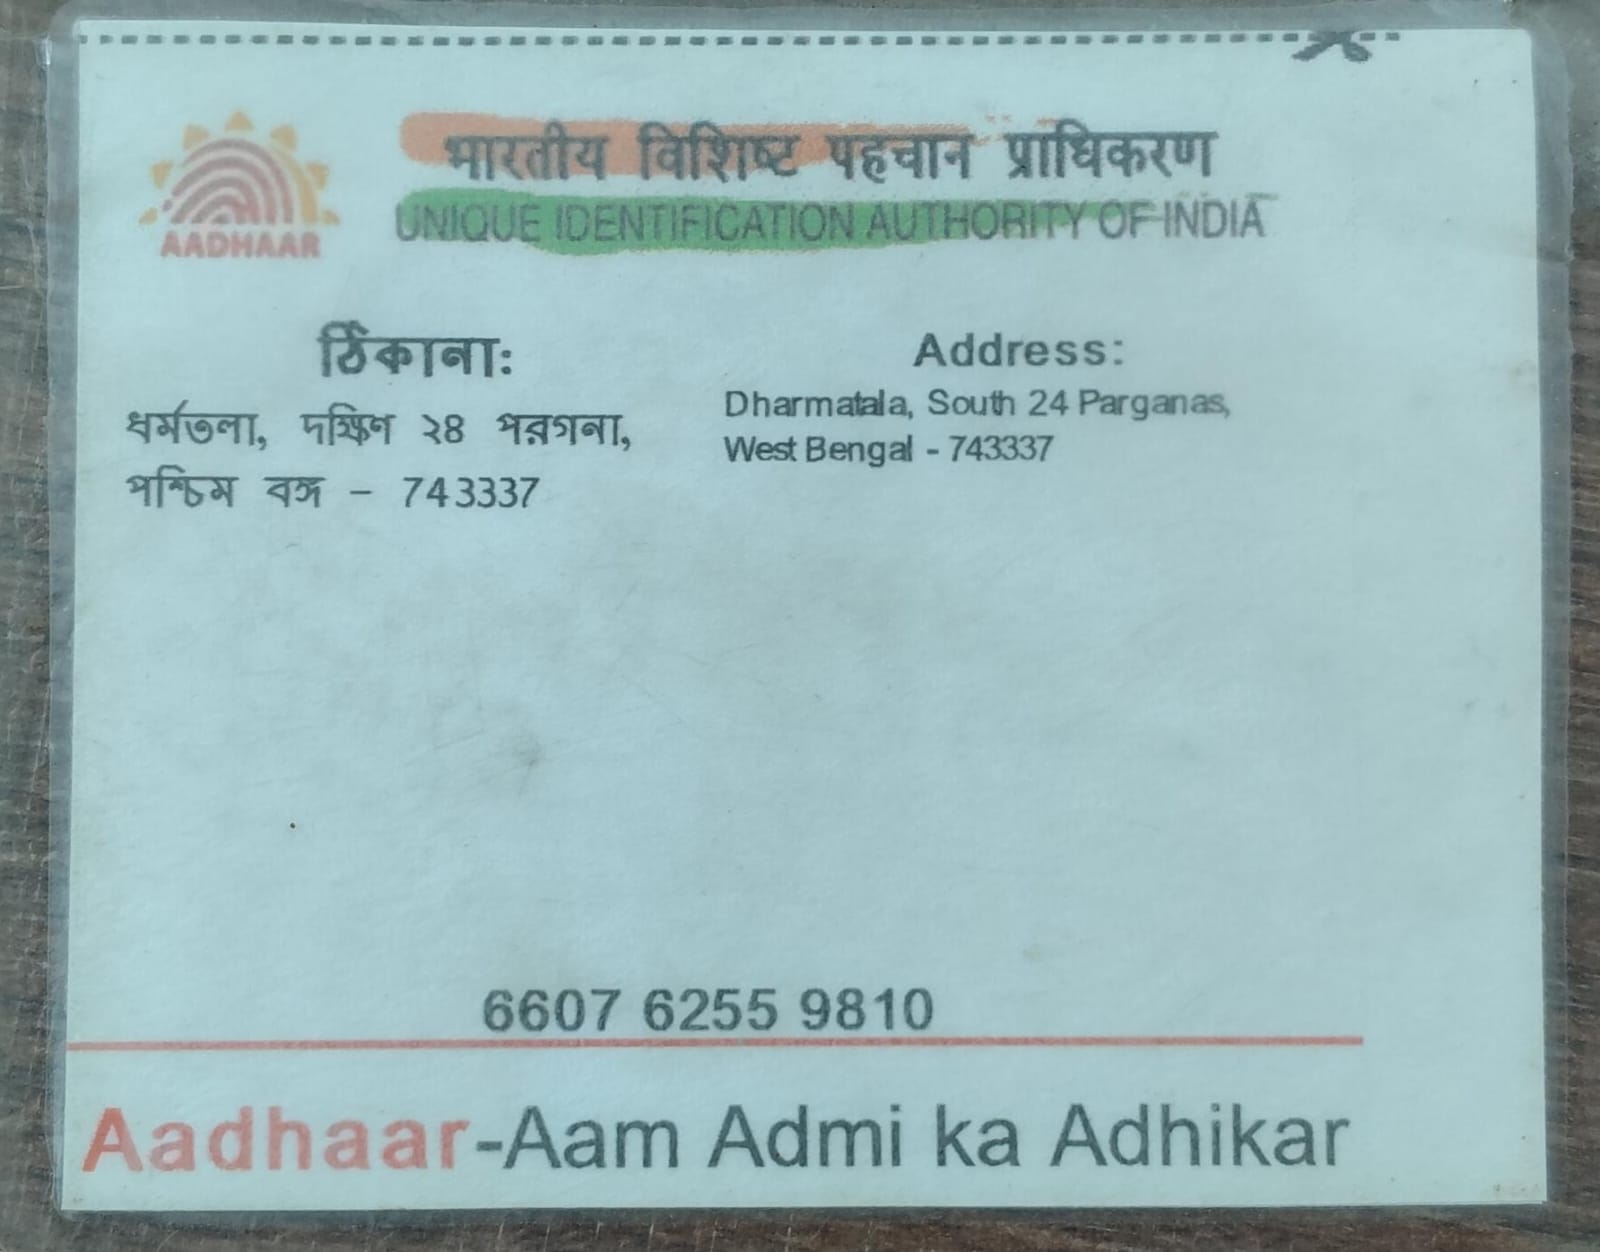 AADHAAR
भारतीय विशिष्ट पहचान प्राधिकरण
UNIQUE IDENTIFICATION AUTHORITY OF INDIA
ঠিকানা:
ধর্মতলা, দক্ষিণ ২৪ পরগনা,
পশ্চিম বঙ্গ - 743337
Address:
Dharmatala, South 24 Parganas,
West Bengal - 743337
6607 6255 9810
Aadhaar-Aam Admi ka Adhikar